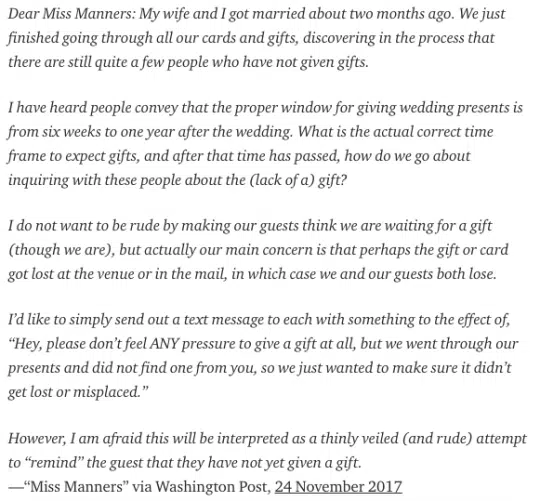 Dear Miss Manners: My wife and I got married about two months ago. We just
finished going through all our cards and gifts, discovering in the process that
there are still quite a few people who have not given gifts.
I have heard people convey that the proper window for giving wedding presents is
from six weeks to one year after the wedding. What is the actual correct time
frame to expect gifts, and after that time has passed, how do we go about
inquiring with these people about the (lack of a) gift?
I do not want to be rude by making our guests think we are waiting for a gift
(though we are), but actually our main concern is that perhaps the gift or card
got lost at the venue or in the mail, in which case we and our guests both lose.
I’d like to simply send out a text message to each with something to the effect of,
“Hey, please don’t feel ANY pressure to give a gift at all, but we went through our
presents and did not find one from you, so we just wanted to make sure it didn’t
get lost or misplaced.”
However, I am afraid this will be interpreted as a thinly veiled (and rude) attempt
to “remind” the guest that they have not yet given a gift.
—“Miss Manners” via Washington Post, 24 November 2017